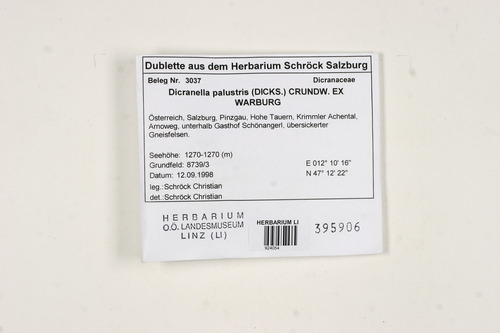 Dublette aus dem Herbarium Schröck Salzburg
Beleg Nr. 3037 Dicranaceae
Dicranella palustris (DICKS.) CRUNDW. EX
WARBURG
Österreich, Salzburg, Pinzgau, Hohe Tauern, Krimmler Achental,
Arnoweg, unterhalb Gasthof Schönangerl, übersickerter
Gneisfelsen.
Seehöhe: 1270-1270 (m) E 012° 10' 16"
Grundfeld: 8739/3 N 47° 12' 22"
Datum: 12.09.1998
leg.:Schröck Christian
det.:Schröck Christian
HERBARIUM
O.Ö. LANDESMUSEUM
LINZ (LI)
HERBARIUM LI
924054
395906